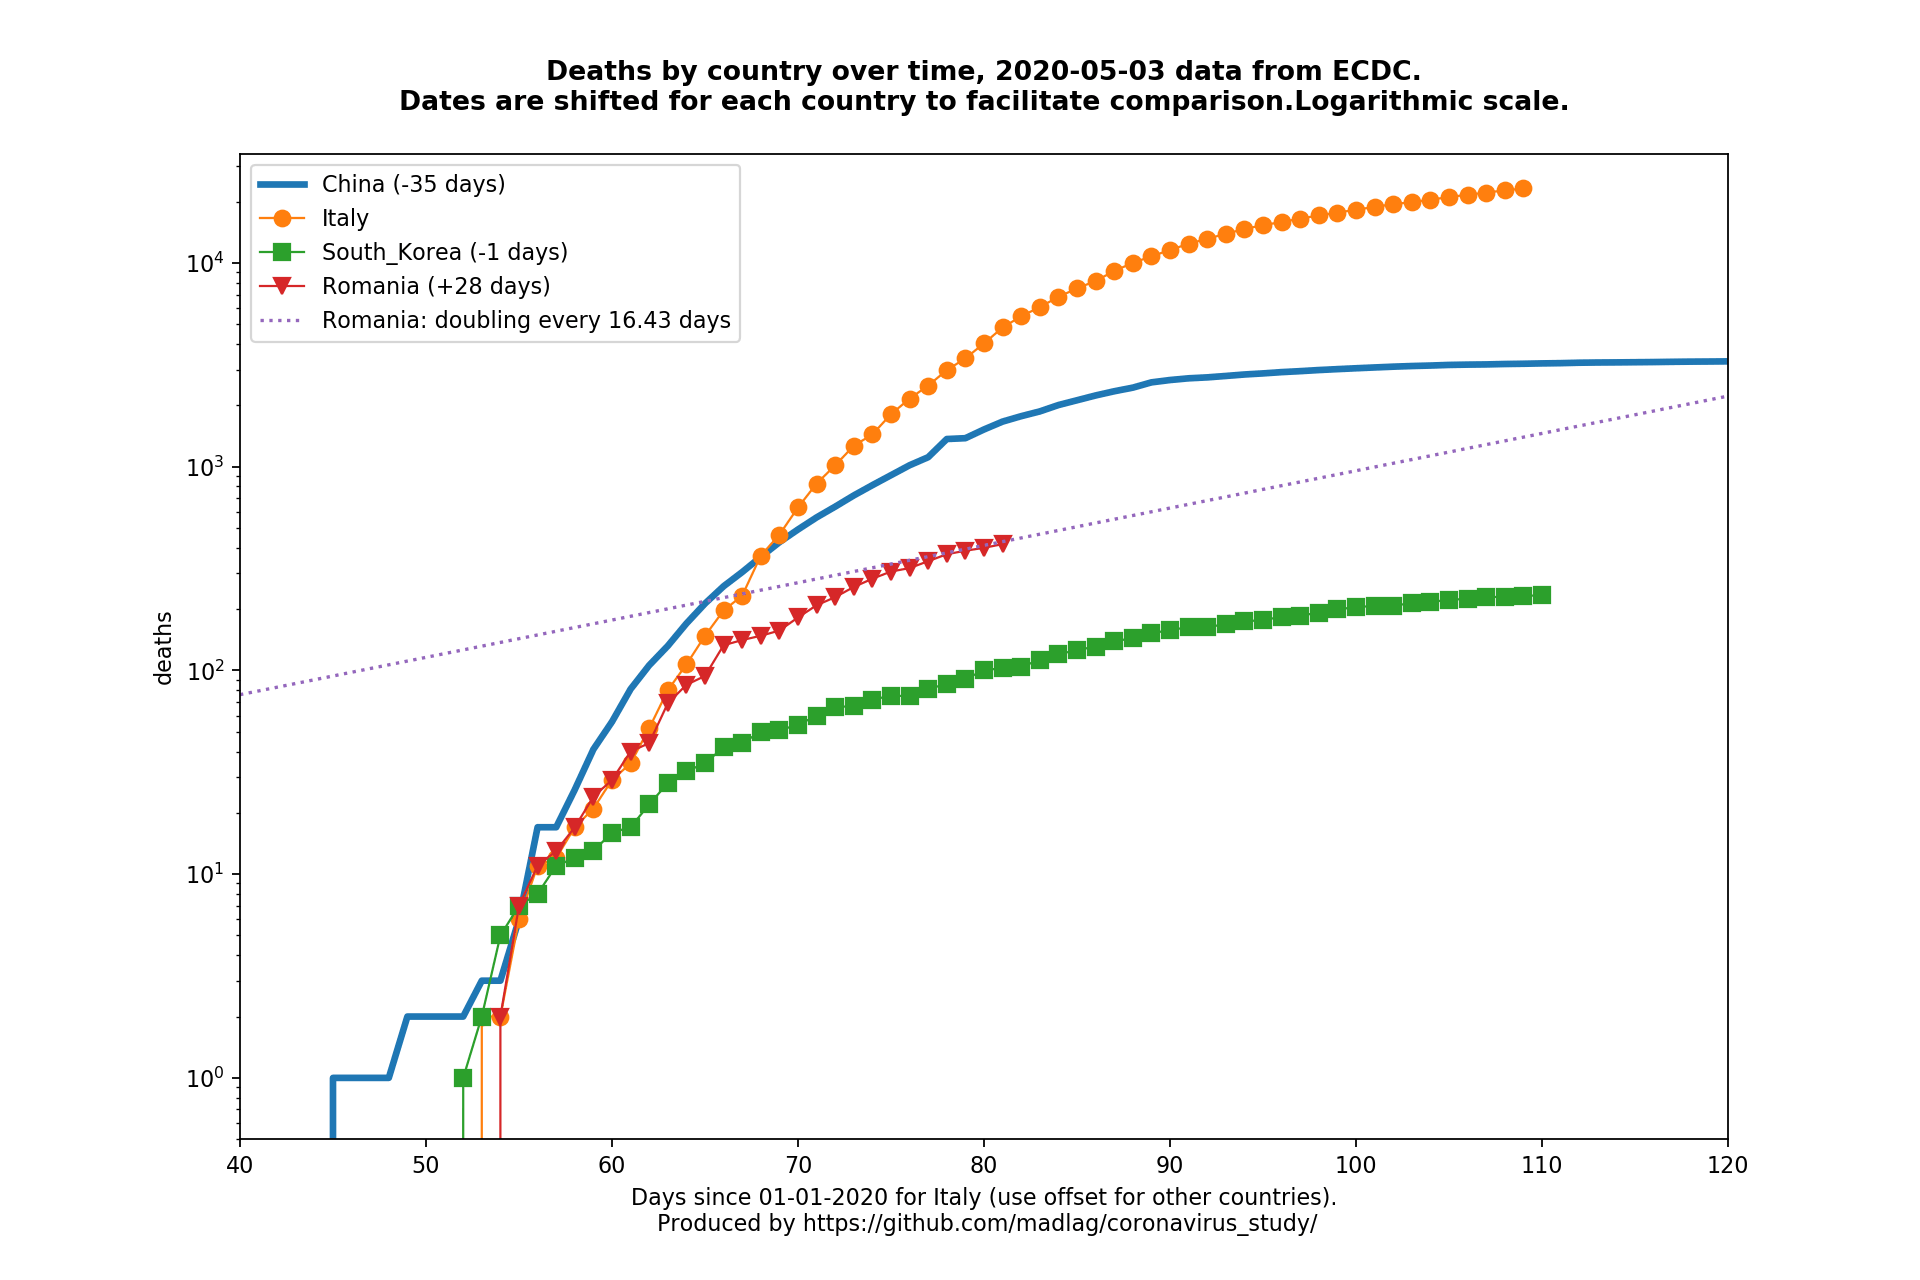 Deaths by country over time, 2020-05-03 data from ECDC.
Dates are shifted for each country to facilitate comparison.Logarithmic scale.
China (-35 days)
Italy
South_Korea (-1 days)
Romania (+28 days)
Romania: doubling every 16.43 days
deaths
10⁴
10³
10²
10¹
10⁰
40 50 60 70 80 90 100 110 120
Days since 01-01-2020 for Italy (use offset for other countries).
Produced by https://github.com/madlag/coronavirus_study/